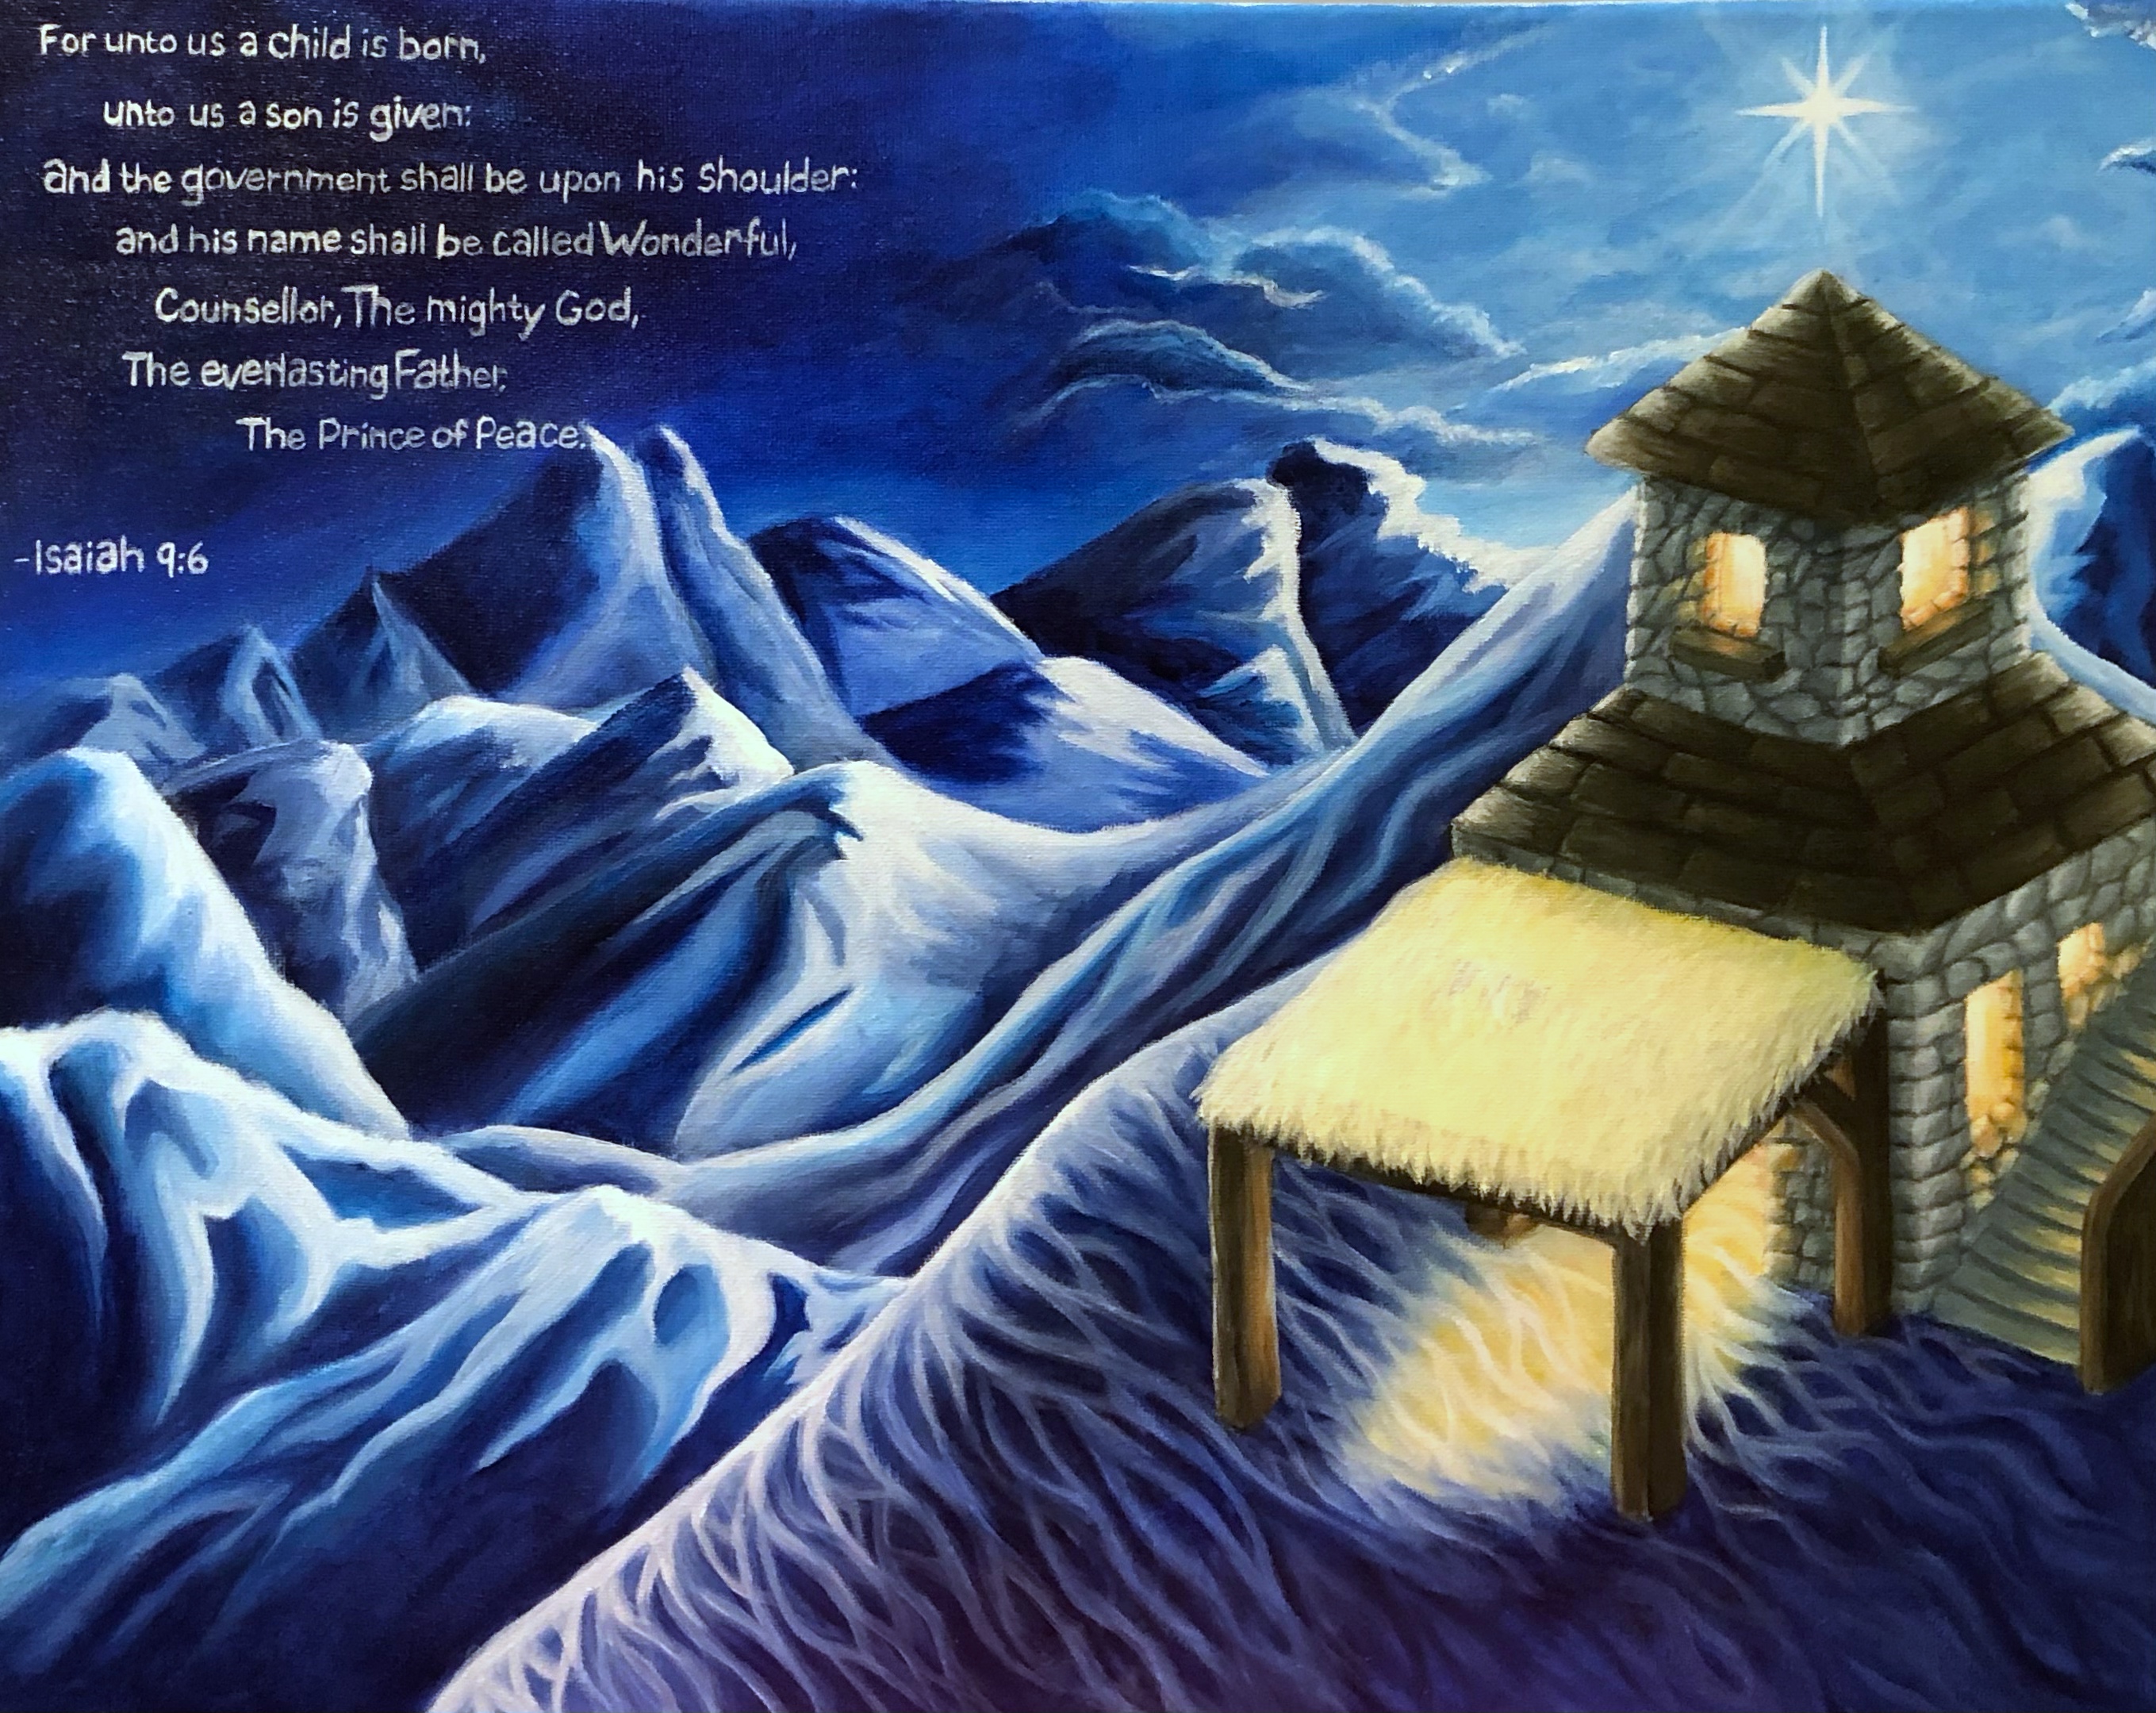 For unto us a child is born,
unto us a son is given:
and the government shall be upon his shoulder:
and his name shall be called Wonderful,
Counsellor, The mighty God,
The everlasting Father,
The Prince of Peace.
-Isaiah 9:6